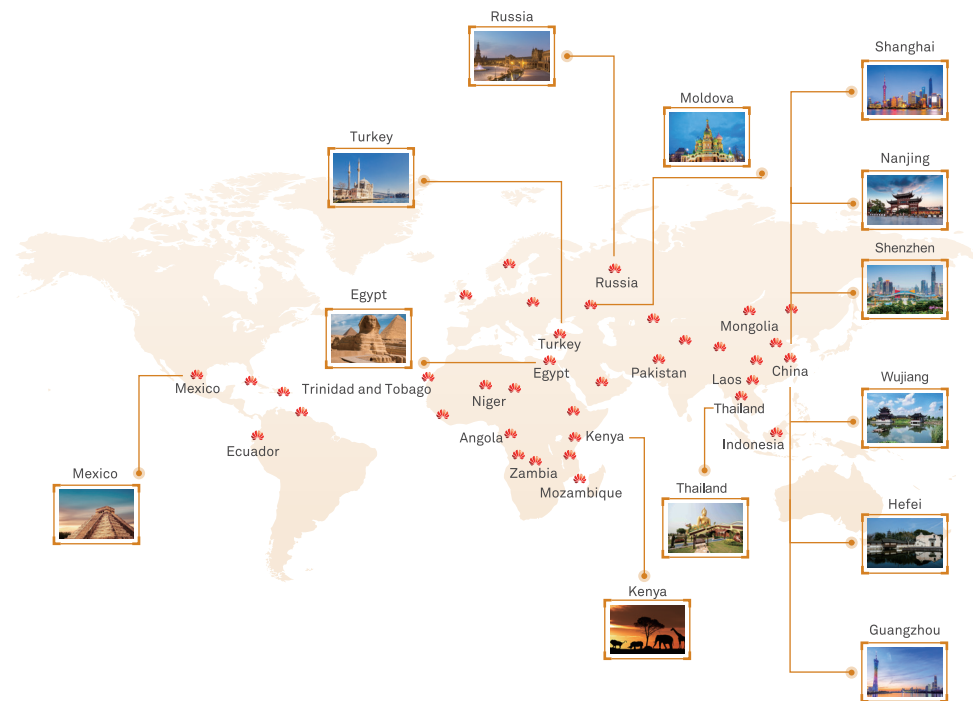 Russia
Shanghai
Moldova
Turkey
Nanjing
Shenzhen
Russia
Egypt
Mongolia
Turkey
Egypt
Pakistan
Laos
China
Wujiang
Mexico
Trinidad and Tobago
Niger
Thailand
Angola
Kenya
Indonesia
Ecuador
Zambia
Mexico
Mozambique
Thailand
Hefei
Kenya
Guangzhou